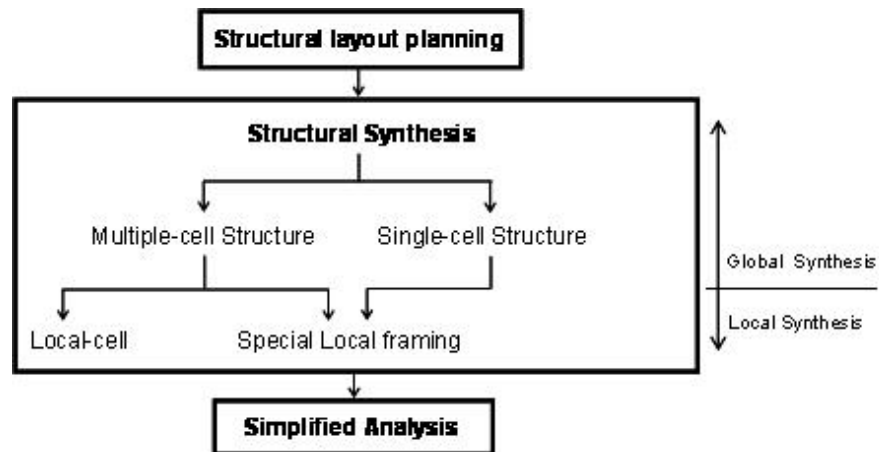 Structural layout planning
Structural Synthesis
Multiple-cell Structure
Single-cell Structure
Global Synthesis
Local-cell
Special Local framing
Local Synthesis
Simplified Analysis